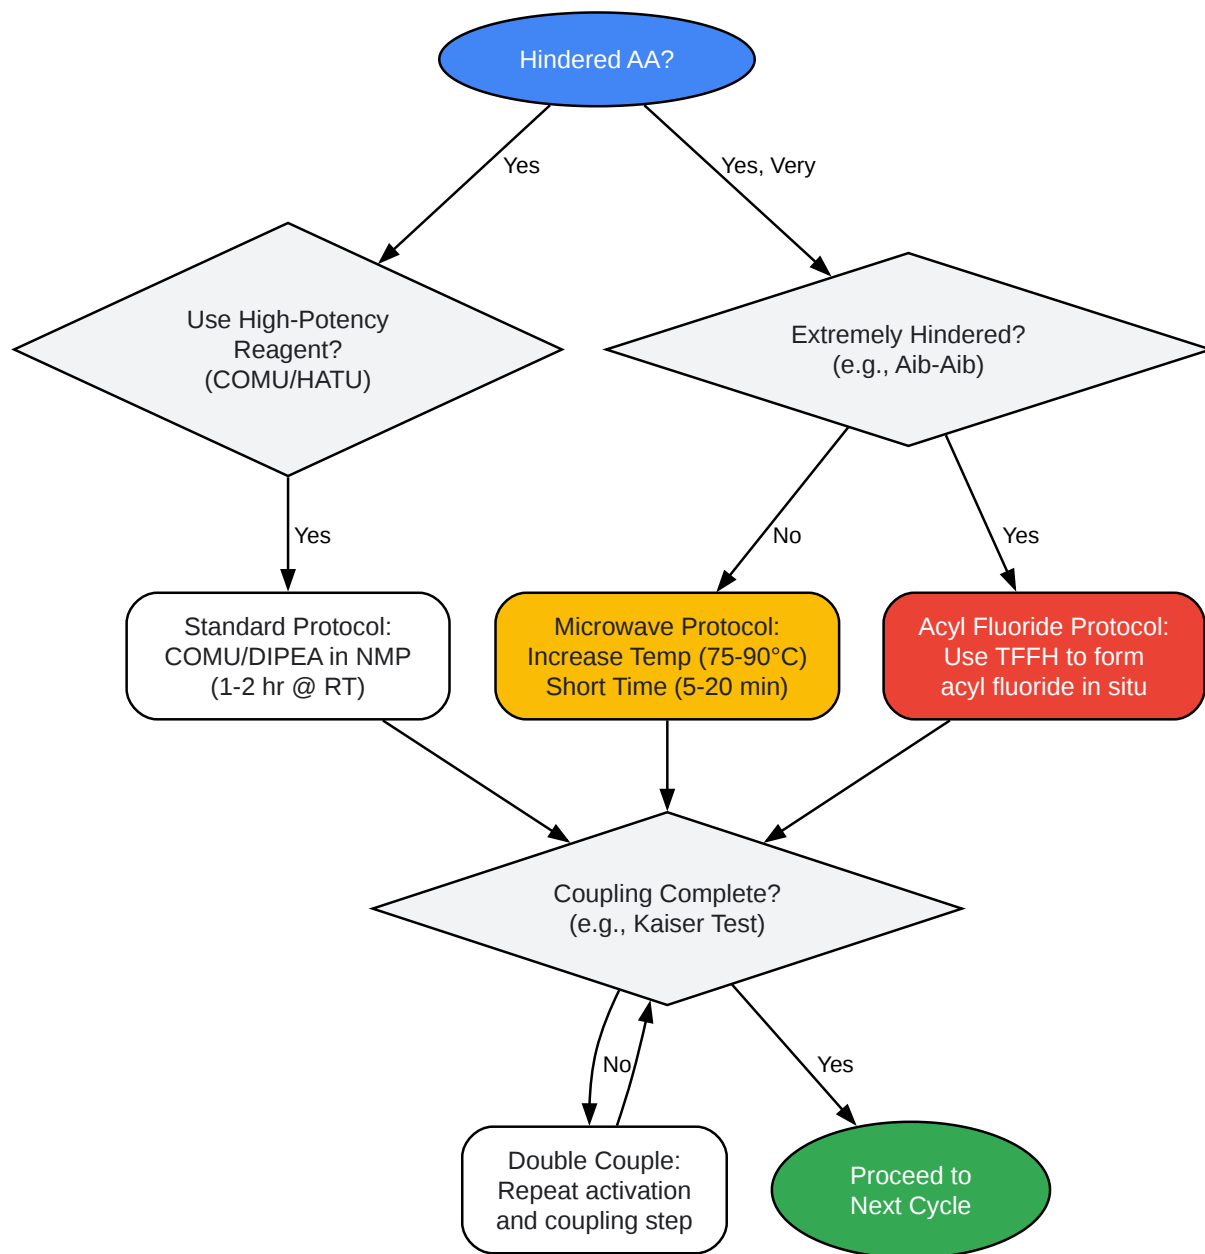 Hindered AA?
Yes
Yes, Very
Use High-Potency
Reagent?
(COMU/HATU)
Extremely Hindered?
(e.g., Aib-Aib)
Yes
No
Yes
Standard Protocol:
COMU/DIPEA in NMP
(1-2 hr @ RT)
Microwave Protocol:
Increase Temp (75-90°C)
Short Time (5-20 min)
Acyl Fluoride Protocol:
Use TFFH to form
acyl fluoride in situ
Coupling Complete?
(e.g., Kaiser Test)
No
Yes
Double Couple:
Repeat activation
and coupling step
Proceed to
Next Cycle